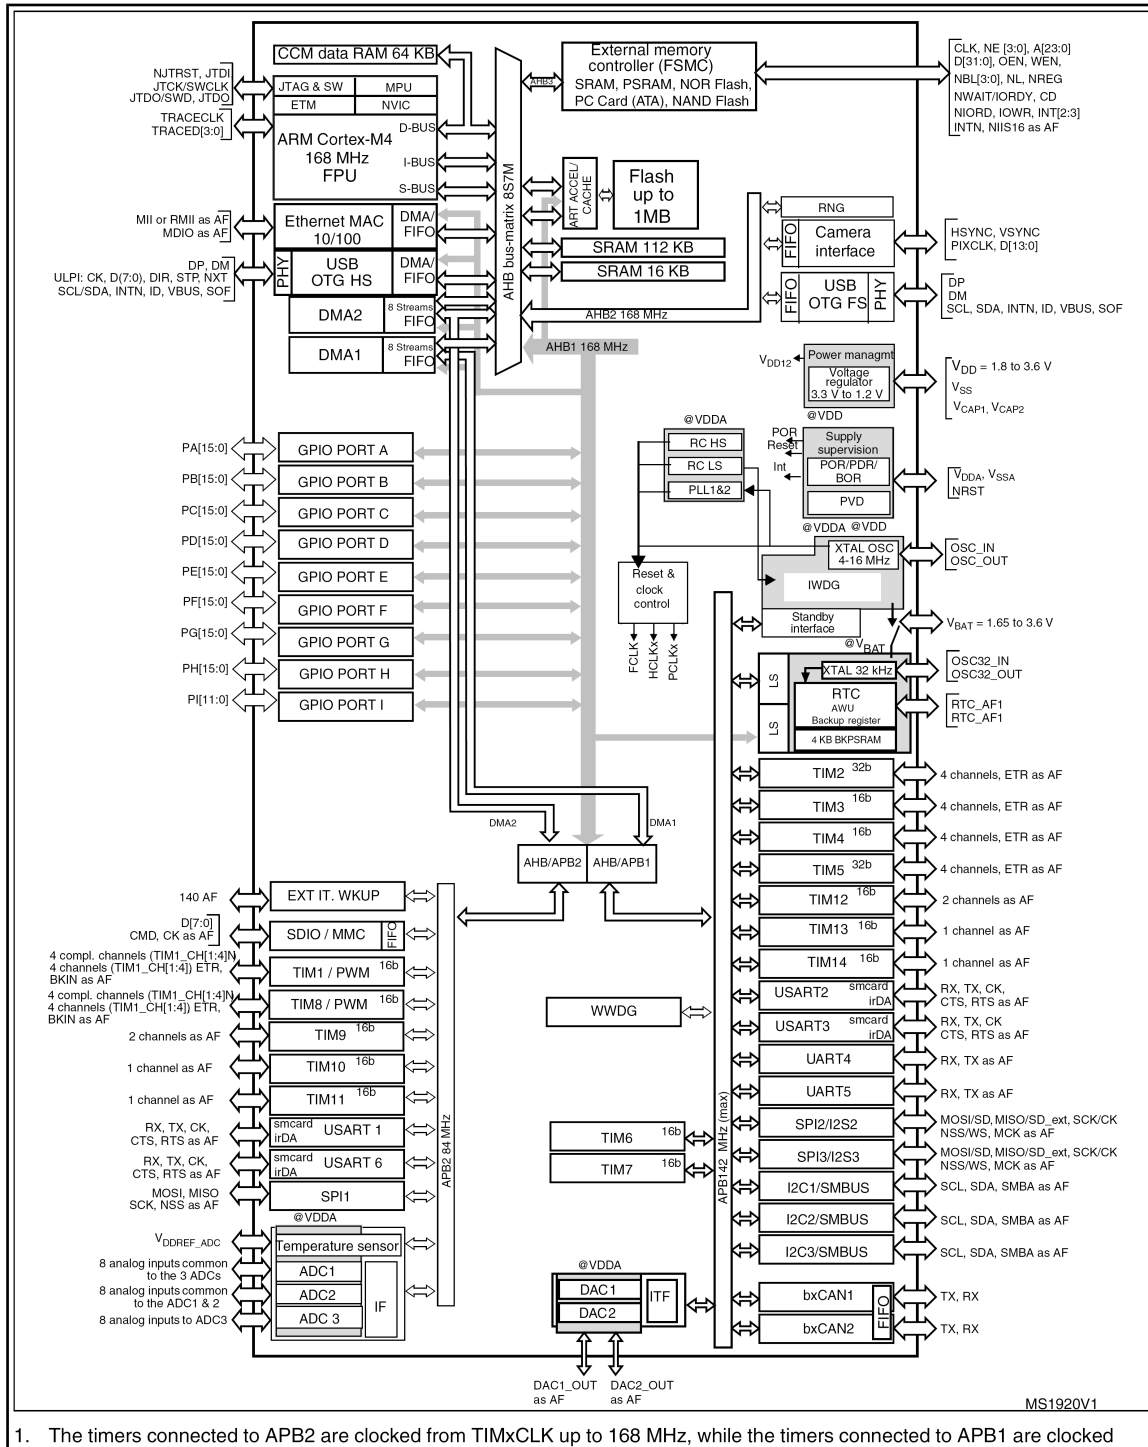 CCM data RAM 64 KB
External memory
controller (FSMC)
SRAM, PSRAM, NOR Flash,
PC Card (ATA), NAND Flash
AHB3
CLK, NE [3:0], A[23:0]
D[31:0], OEN, WEN,
NBL[3:0], NL, NREG
NWAIT/IORDY, CD
NIORD, IOWR, INT[2:3]
INTN, NIIS16 as AF
NJTRST, JTDI
JTCK/SWCLK
JTDO/SWD, JTDO
TRACECLK
TRACED[3:0]
JTAG & SW
MPU
ETM
NVIC
D-BUS
ARM Cortex-M4
168 MHz
FPU
I-BUS
S-BUS
AHB bus-matrix 8S7M
ART ACCEL/
CACHE
Flash
up to
1MB
SRAM 112 KB
SRAM 16 KB
AHB2 168 MHz
AHB1 168 MHz
MII or RMII as AF
MDIO as AF
Ethernet MAC
10/100
DMA/
FIFO
DP, DM
ULPI: CK, D(7:0), DIR, STP, NXT
SCL/SDA, INTN, ID, VBUS, SOF
PHY
USB
OTG HS
DMA/
FIFO
DMA2
8 Streams
FIFO
DMA1
8 Streams
FIFO
RNG
FIFO
Camera
interface
HSYNC, VSYNC
PIXCLK, D[13:0]
FIFO
USB
OTG FS
PHY
DP
DM
SCL, SDA, INTN, ID, VBUS, SOF
VDD12
Power managmt
Voltage
regulator
3.3 V to 1.2 V
@VDD
VDD = 1.8 to 3.6 V
VSS
VCAP1, VCAP2
@VDDA
RC HS
RC LS
PLL1&2
POR
Reset
Int
Supply
supervision
POR/PDR/
BOR
PVD
@VDDA @VDD
VDDA, VSSA
NRST
XTAL OSC
4-16 MHz
IWDG
OSC_IN
OSC_OUT
Standby
interface
@VBAT
VBAT = 1.65 to 3.6 V
Reset &
clock
control
FCLK
HCLKx
PCLKx
LS
LS
XTAL 32 kHz
RTC
AWU
Backup register
4 KB BKPSRAM
OSC32_IN
OSC32_OUT
RTC_AF1
RTC_AF1
PA[15:0]
GPIO PORT A
PB[15:0]
GPIO PORT B
PC[15:0]
GPIO PORT C
PD[15:0]
GPIO PORT D
PE[15:0]
GPIO PORT E
PF[15:0]
GPIO PORT F
PG[15:0]
GPIO PORT G
PH[15:0]
GPIO PORT H
PI[11:0]
GPIO PORT I
DMA2
DMA1
AHB/APB2
AHB/APB1
TIM2 32b
4 channels, ETR as AF
TIM3 16b
4 channels, ETR as AF
TIM4 16b
4 channels, ETR as AF
TIM5 32b
4 channels, ETR as AF
TIM12 16b
2 channels as AF
TIM13 16b
1 channel as AF
TIM14 16b
1 channel as AF
USART2 smcard
irDA
RX, TX, CK,
CTS, RTS as AF
USART3 smcard
irDA
RX, TX, CK
CTS, RTS as AF
UART4
RX, TX as AF
UART5
RX, TX as AF
SPI2/I2S2
MOSI/SD, MISO/SD_ext, SCK/CK
NSS/WS, MCK as AF
SPI3/I2S3
MOSI/SD, MISO/SD_ext, SCK/CK
NSS/WS, MCK as AF
I2C1/SMBUS
SCL, SDA, SMBA as AF
I2C2/SMBUS
SCL, SDA, SMBA as AF
I2C3/SMBUS
SCL, SDA, SMBA as AF
bxCAN1
TX, RX
bxCAN2
TX, RX
FIFO
APB142 MHz (max)
WWDG
TIM6 16b
TIM7 16b
@VDDA
DAC1
DAC2
ITF
DAC1_OUT
as AF
DAC2_OUT
as AF
140 AF
EXT IT. WKUP
D[7:0]
CMD, CK as AF
SDIO / MMC
FIFO
4 compl. channels (TIM1_CH[1:4]N
4 channels (TIM1_CH[1:4]) ETR,
BKIN as AF
TIM1 / PWM 16b
4 compl. channels (TIM1_CH[1:4]N
4 channels (TIM1_CH[1:4]) ETR,
BKIN as AF
TIM8 / PWM 16b
2 channels as AF
TIM9 16b
1 channel as AF
TIM10 16b
1 channel as AF
TIM11 16b
RX, TX, CK,
CTS, RTS as AF
smcard
irDA
USART 1
RX, TX, CK,
CTS, RTS as AF
smcard
irDA
USART 6
MOSI, MISO
SCK, NSS as AF
SPI1
APB2 84 MHz
@VDDA
VDDREF_ADC
Temperature sensor
8 analog inputs common
to the 3 ADCs
ADC1
8 analog inputs common
to the ADC1 & 2
ADC2
8 analog inputs to ADC3
ADC 3
IF
MS1920V1
1. The timers connected to APB2 are clocked from TIMxCLK up to 168 MHz, while the timers connected to APB1 are clocked